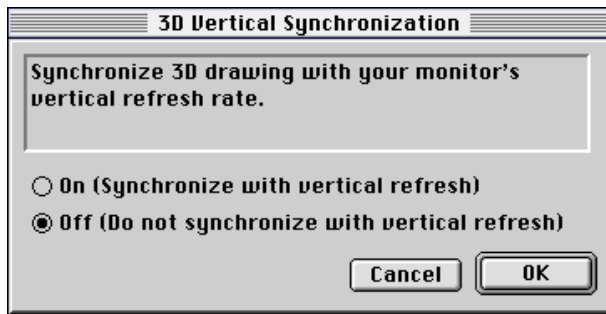 3D Vertical Synchronization
Synchronize 3D drawing with your monitor's
vertical refresh rate.
On (Synchronize with vertical refresh)
Off (Do not synchronize with vertical refresh)
Cancel OK